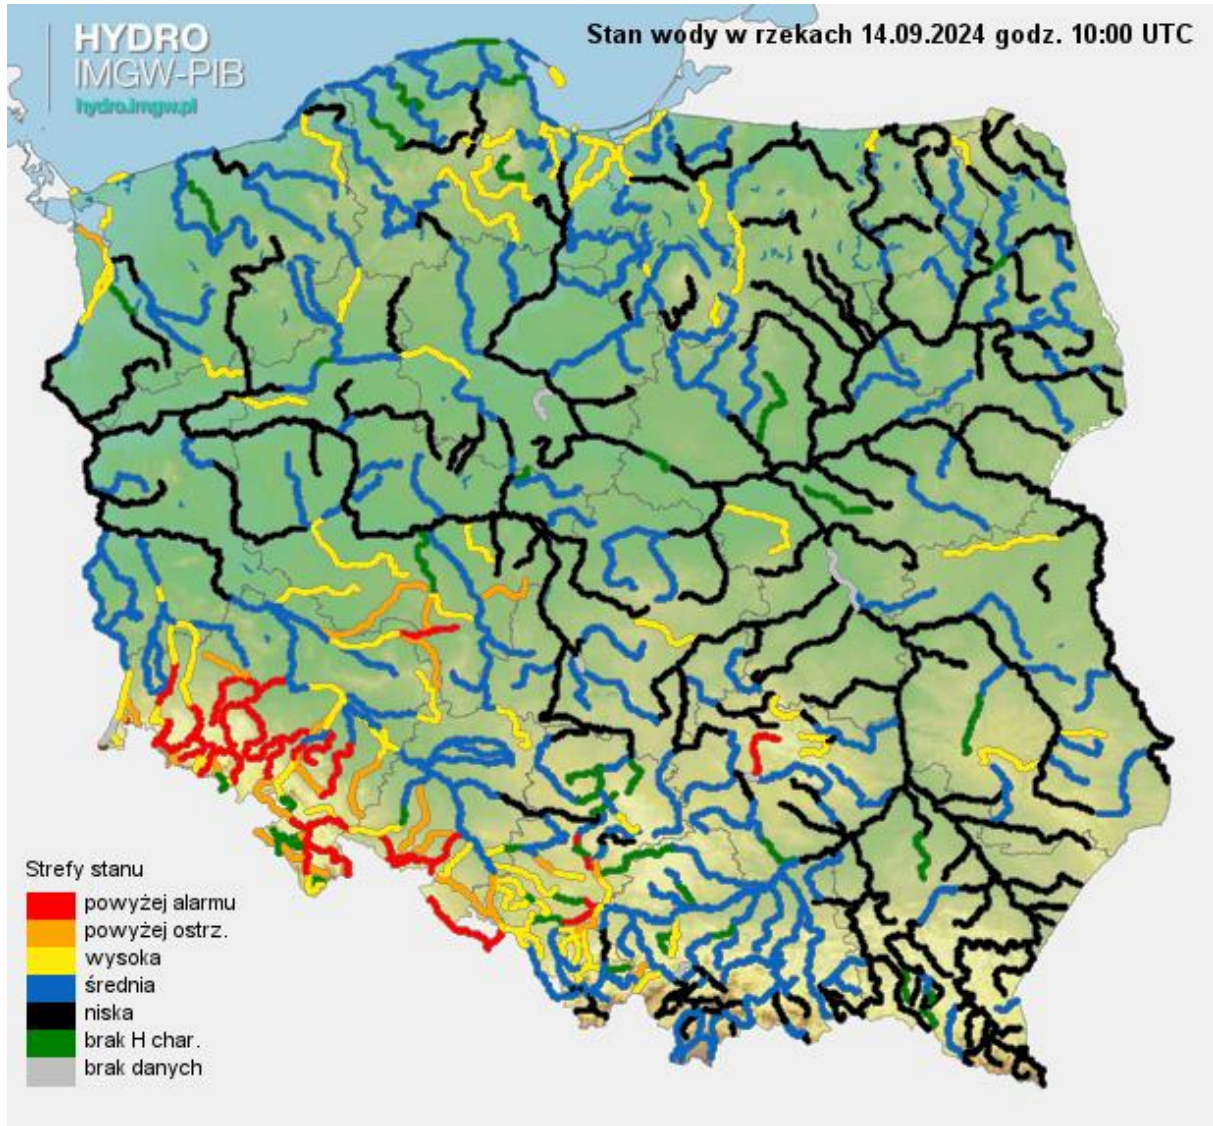 HYDRO
IMGW-PIB
hydro.imgw.pl
Stan wody w rzekach 14.09.2024 godz. 10:00 UTC
Strefy stanu
powyżej alarmu
powyżej ostrz.
wysoka
średnia
niska
brak H char.
brak danych